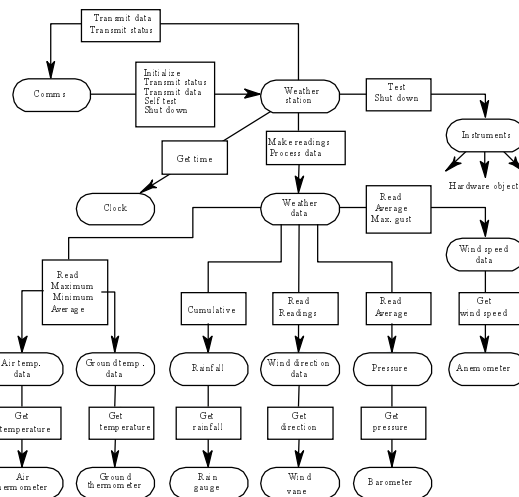 Transmit data
Transmit status
Initialize
Transmit status
Transmit data
Self test
Shut down
Comms
Weather
station
Test
Shut down
Instruments
Make readings
Process data
Get time
Hardware object
Clock
Weather
data
Read
Average
Max. gust
Wind speed
data
Read
Maximum
Minimum
Average
Cumulative
Read
Readings
Read
Average
Get
wind speed
Air temp.
data
Ground temp.
data
Rainfall
Wind direction
data
Pressure
Anemometer
Get
temperature
Get
temperature
Get
rainfall
Get
direction
Get
pressure
Air
ermometer
Ground
thermometer
Rain
gauge
Wind
vane
Barometer